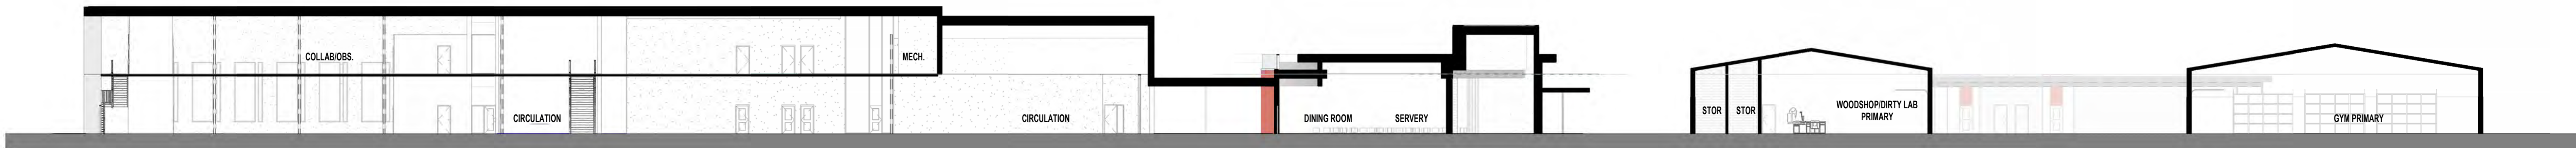 COLLAB/OBS.
MECH.
CIRCULATION
CIRCULATION
DINING ROOM
SERVERY
STOR
STOR
WOODSHOP/DIRTY LAB
PRIMARY
GYM PRIMARY